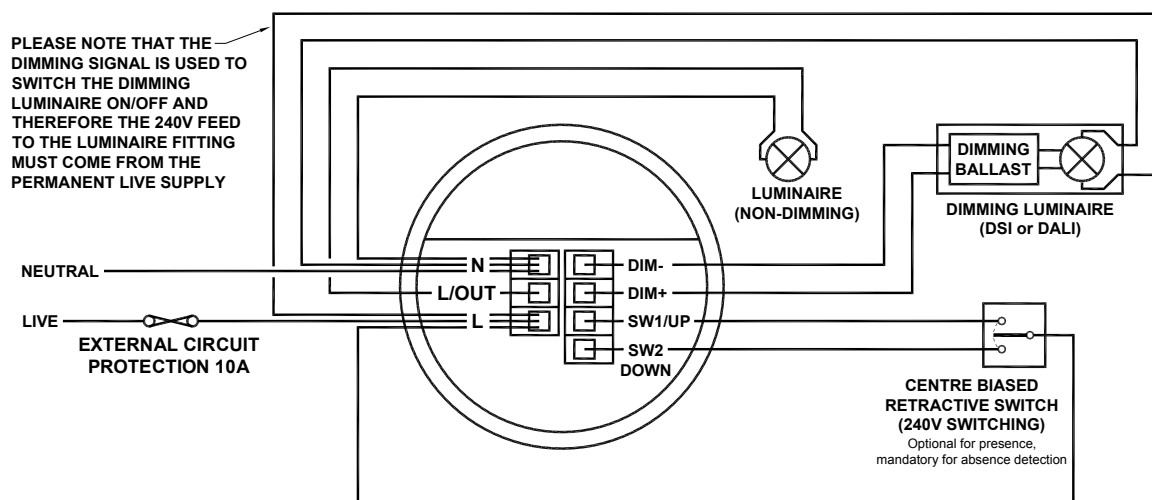 PLEASE NOTE THAT THE
DIMMING SIGNAL IS USED TO
SWITCH THE DIMMING
LUMINAIRE ON/OFF AND
THEREFORE THE 240V FEED
TO THE LUMINAIRE FITTING
MUST COME FROM THE
PERMANENT LIVE SUPPLY
LUMINAIRE
(NON-DIMMING)
DIMMING
BALLAST
DIMMING LUMINAIRE
(DSI or DALI)
NEUTRAL
N
L/OUT
L
LIVE
EXTERNAL CIRCUIT
PROTECTION 10A
DIM-
DIM+
SW1/UP
SW2
DOWN
CENTRE BIASED
RETRACTIVE SWITCH
(240V SWITCHING)
Optional for presence,
mandatory for absence detection